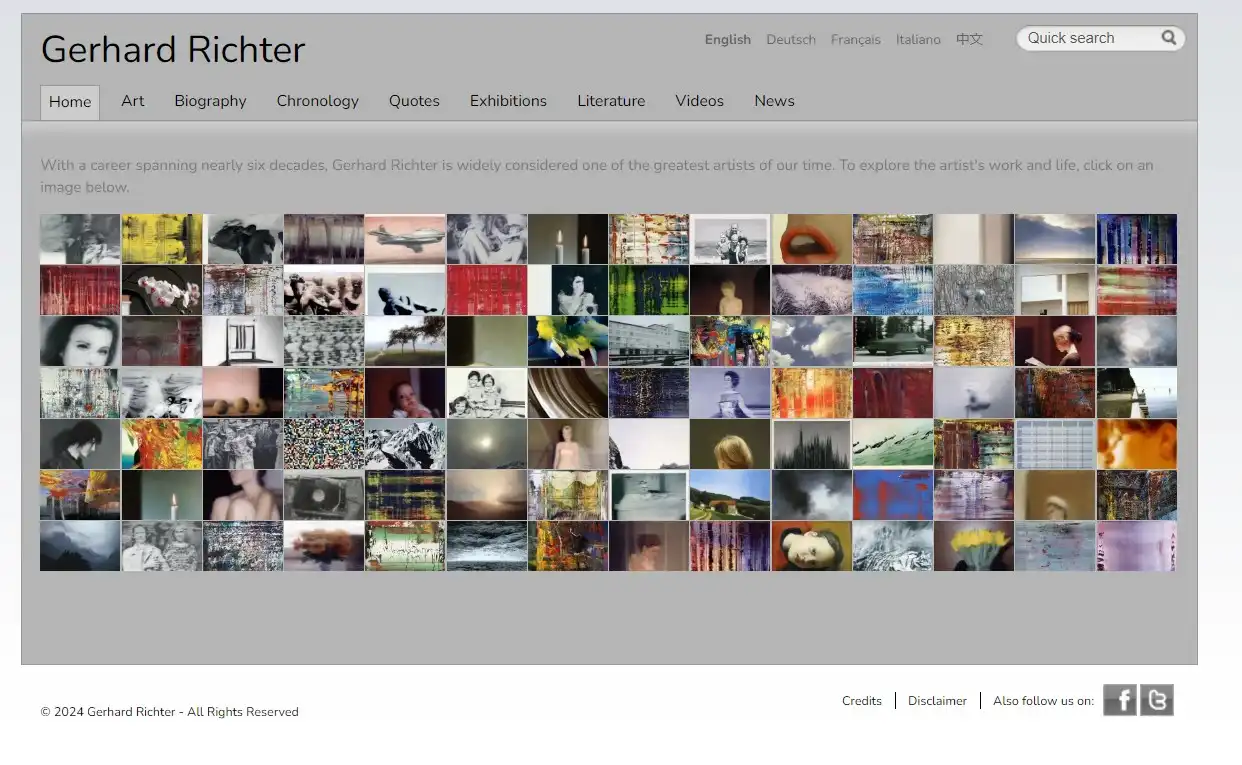 Gerhard Richter
English Deutsch Français Italiano 中文
Quick search
Home Art Biography Chronology Quotes Exhibitions Literature Videos News
With a career spanning nearly six decades, Gerhard Richter is widely considered one of the greatest artists of our time. To explore the artist's work and life, click on an
image below.
Credits Disclaimer Also follow us on:
© 2024 Gerhard Richter - All Rights Reserved